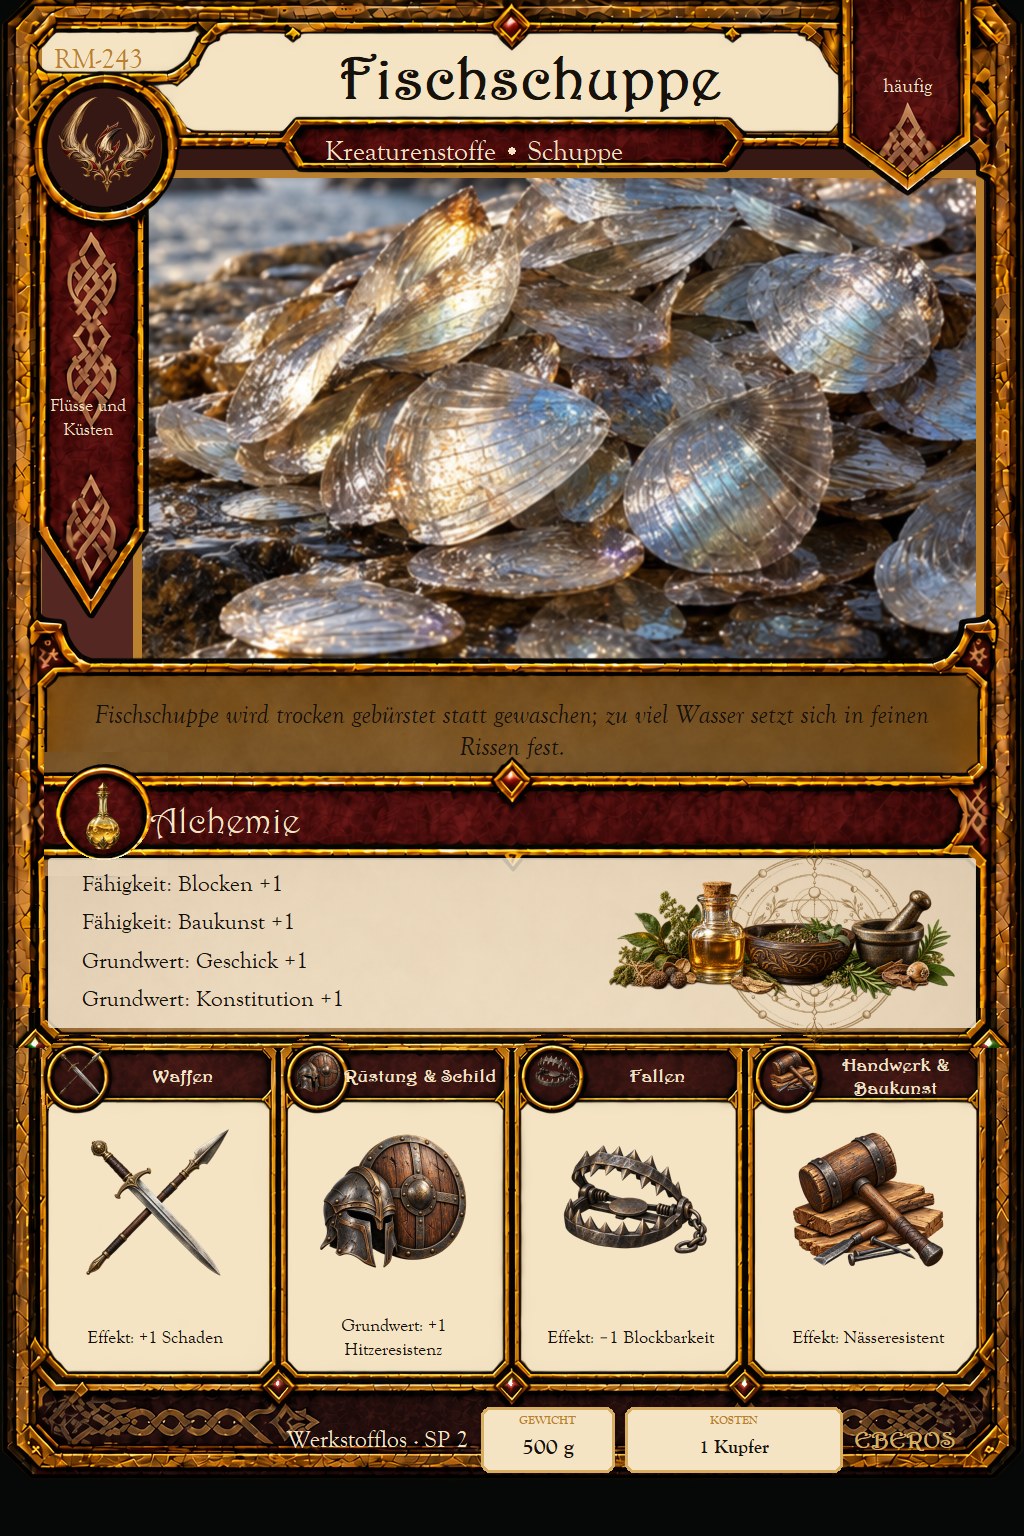 RM-243
Fischschuppe
häufig
Kreaturenstoffe • Schuppe
Flüsse und
Küsten
Fischschuppe wird trocken gebürstet statt gewaschen; zu viel Wasser setzt sich in feinen
Rissen fest.
Alchemie
Fähigkeit: Blocken +1
Fähigkeit: Baukunst +1
Grundwert: Geschick +1
Grundwert: Konstitution +1
Waffen
Rüstung & Schild
Fallen
Handwerk &
Baukunst
Effekt: +1 Schaden
Grundwert: +1
Hitzeresistenz
Effekt: −1 Blockbarkeit
Effekt: Nässeresistent
Werkstofflos · SP 2
GEWICHT
500 g
KOSTEN
1 Kupfer
EBEROS